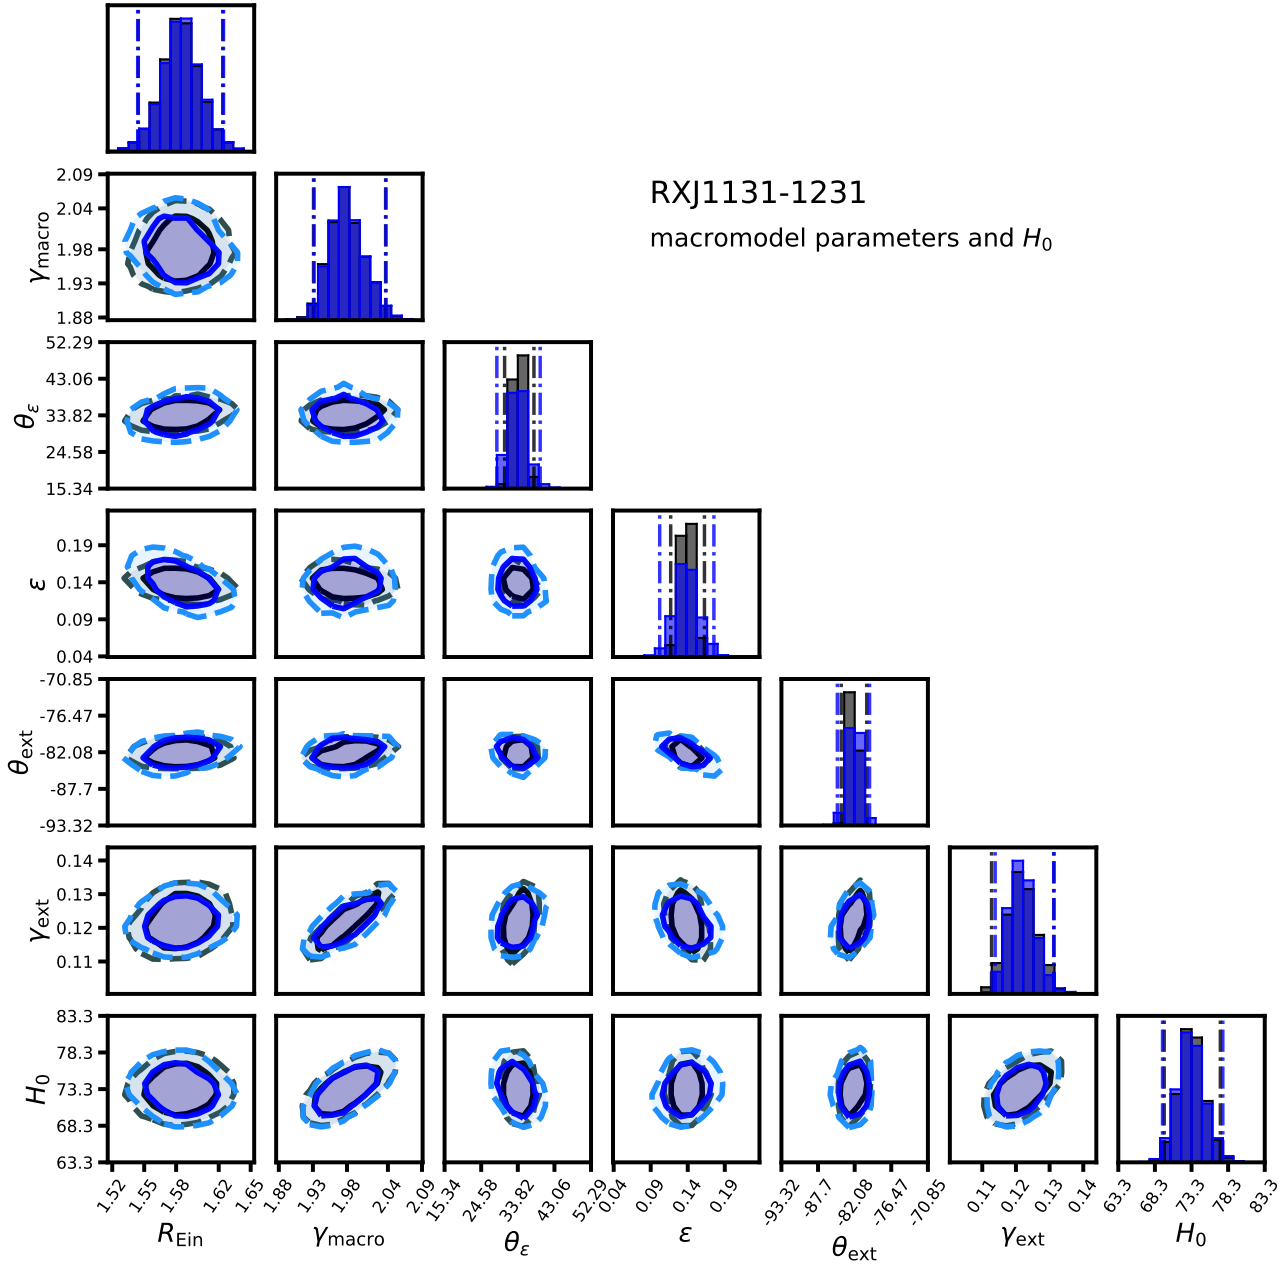 RXJ1131-1231
macromodel parameters and H₀
2.09
2.04
1.98
1.93
1.88
γmacro
52.29
43.06
33.82
24.58
15.34
θε
0.19
0.14
0.09
0.04
ε
-70.85
-76.47
-82.08
-87.7
-93.32
θext
0.14
0.13
0.12
0.11
γext
83.3
78.3
73.3
68.3
63.3
H₀
1.52 1.55 1.58 1.62 1.65
1.88 1.93 1.98 2.04 2.09
15.34 24.58 33.82 43.06 52.29
0.04 0.09 0.14 0.19
-93.32 -87.7 -82.08 -76.47 -70.85
0.11 0.12 0.13 0.14
63.3 68.3 73.3 78.3 83.3
REin γmacro θε ε θext γext H₀